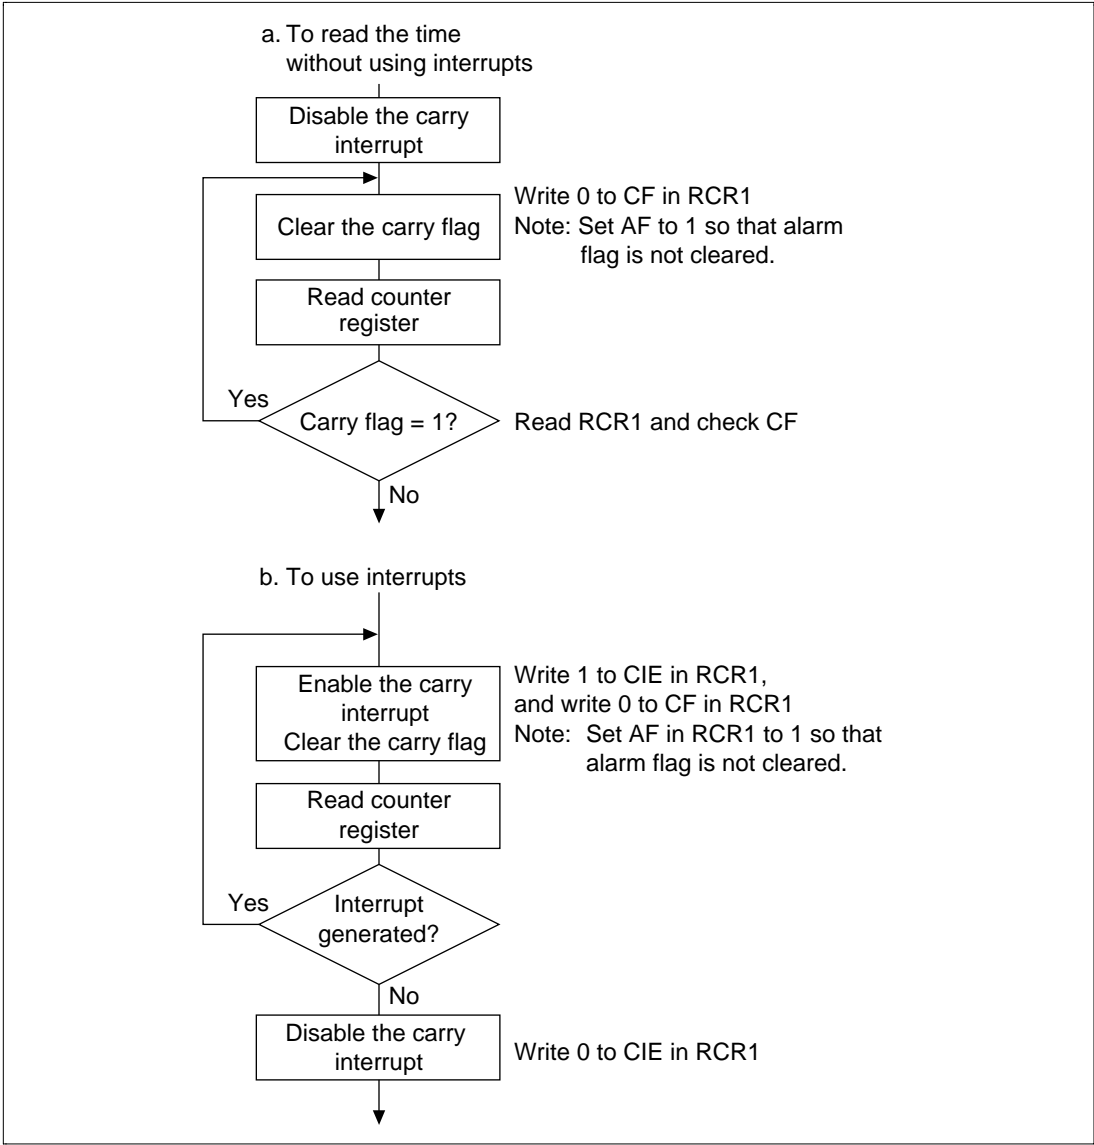 a. To read the time
without using interrupts
Disable the carry
interrupt
Clear the carry flag
Write 0 to CF in RCR1
Note: Set AF to 1 so that alarm
flag is not cleared.
Read counter
register
Yes
Carry flag = 1?
Read RCR1 and check CF
No
b. To use interrupts
Enable the carry
interrupt
Clear the carry flag
Write 1 to CIE in RCR1,
and write 0 to CF in RCR1
Note: Set AF in RCR1 to 1 so that
alarm flag is not cleared.
Read counter
register
Yes
Interrupt
generated?
No
Disable the carry
interrupt
Write 0 to CIE in RCR1